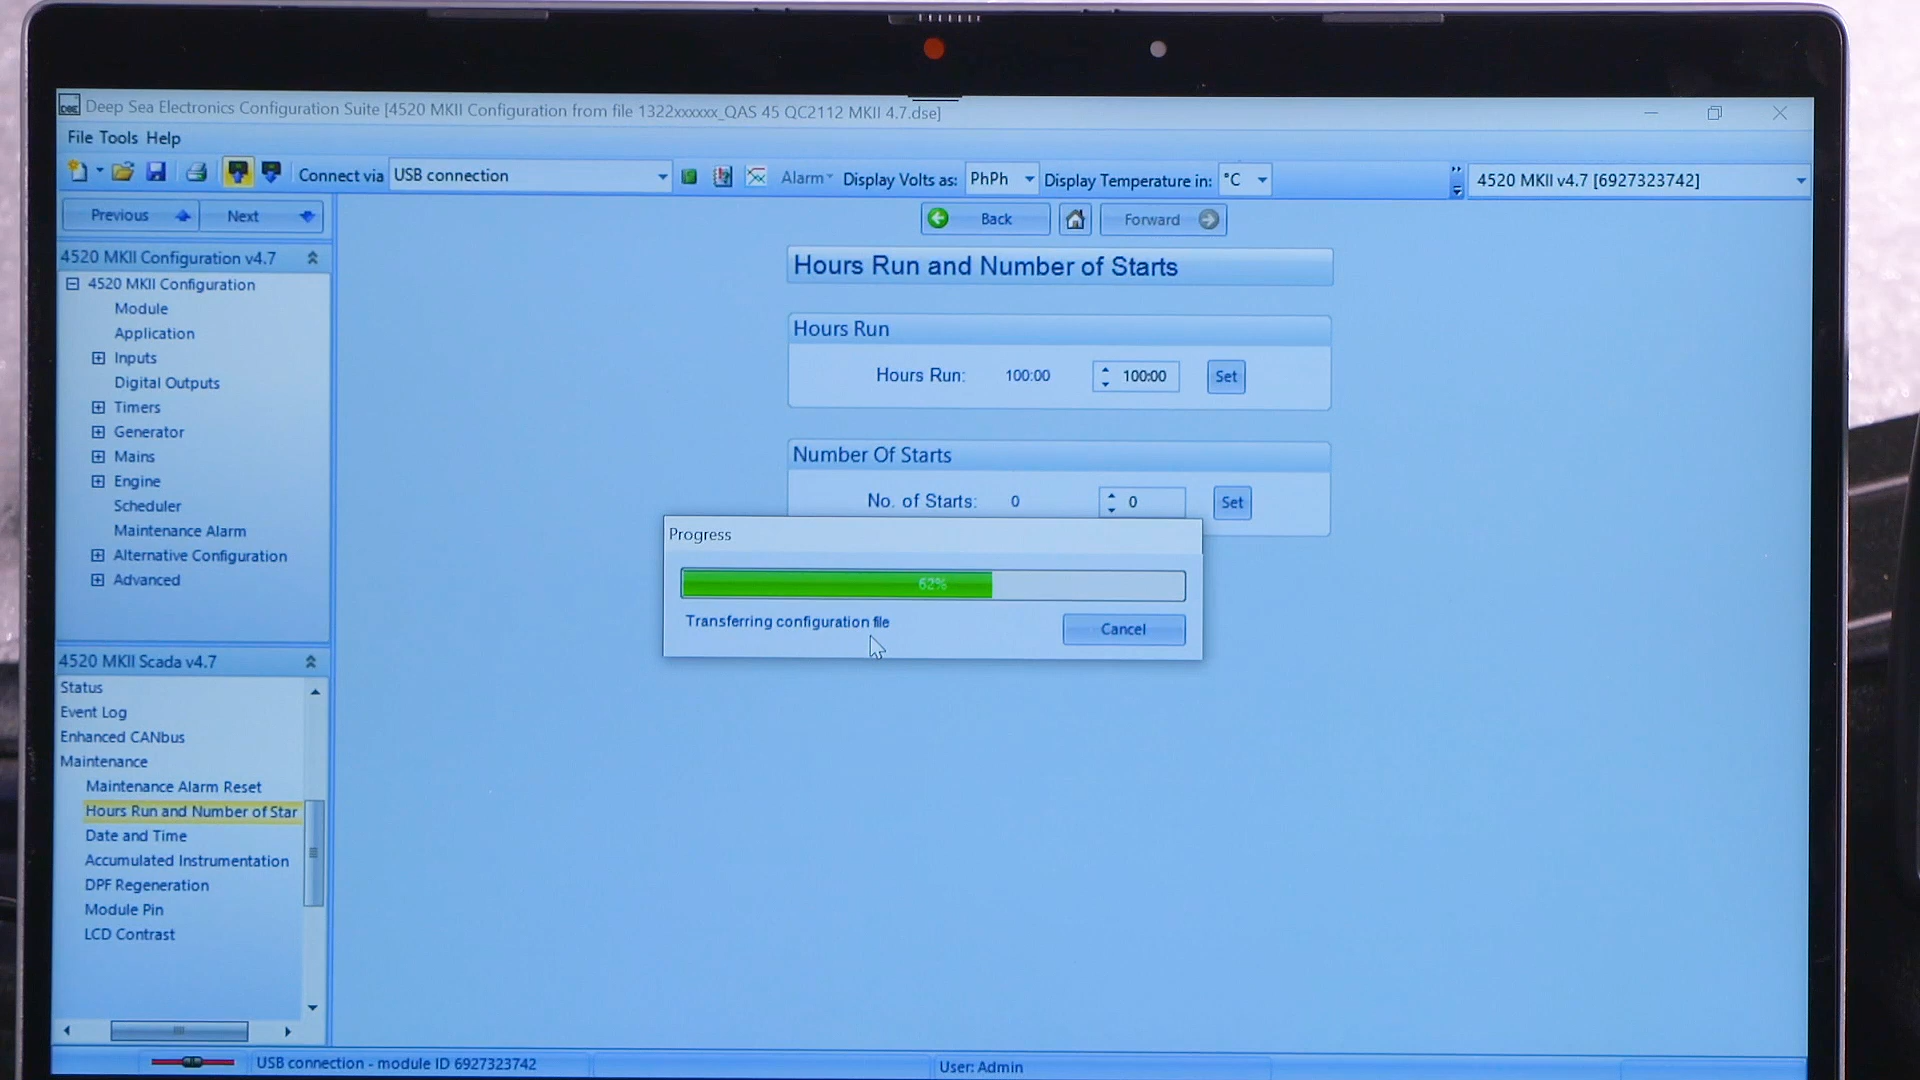 DSE Deep Sea Electronics Configuration Suite [4520 MKII Configuration from file 1322xxxxxx_QAS 45 QC2112 MKII 4.7.dse]
File Tools Help
Connect via USB connection Alarm Display Volts as: PhPh Display Temperature in: °C 4520 MKII v4.7 [6927323742]
Previous Next
Back Forward
4520 MKII Configuration v4.7
4520 MKII Configuration
Module
Application
Inputs
Digital Outputs
Timers
Generator
Mains
Engine
Scheduler
Maintenance Alarm
Alternative Configuration
Advanced
4520 MKII Scada v4.7
Status
Event Log
Enhanced CANbus
Maintenance
Maintenance Alarm Reset
Hours Run and Number of Star
Date and Time
Accumulated Instrumentation
DPF Regeneration
Module Pin
LCD Contrast
Hours Run and Number of Starts
Hours Run
Hours Run: 100:00 100:00 Set
Number Of Starts
No. of Starts: 0 0 Set
Progress
62%
Transferring configuration file
Cancel
USB connection - module ID 6927323742
User: Admin